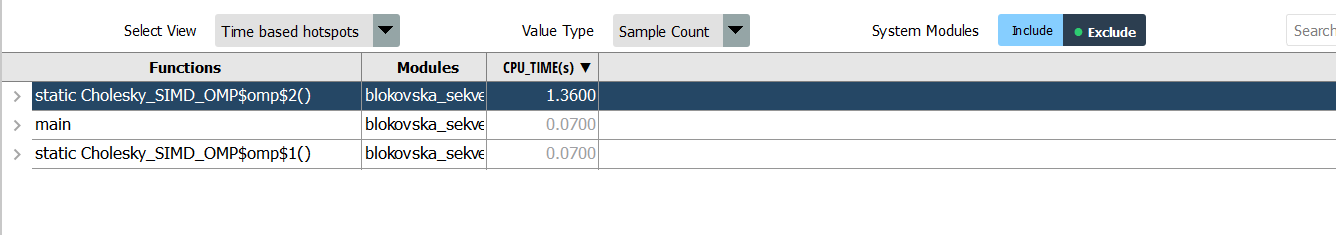 Select View Time based hotspots Value Type Sample Count System Modules Include Exclude Search
Functions Modules CPU_TIME(s) ▼
static Cholesky_SIMD_OMP$omp$2() blokovska_sekve 1.3600
main blokovska_sekve 0.0700
static Cholesky_SIMD_OMP$omp$1() blokovska_sekve 0.0700